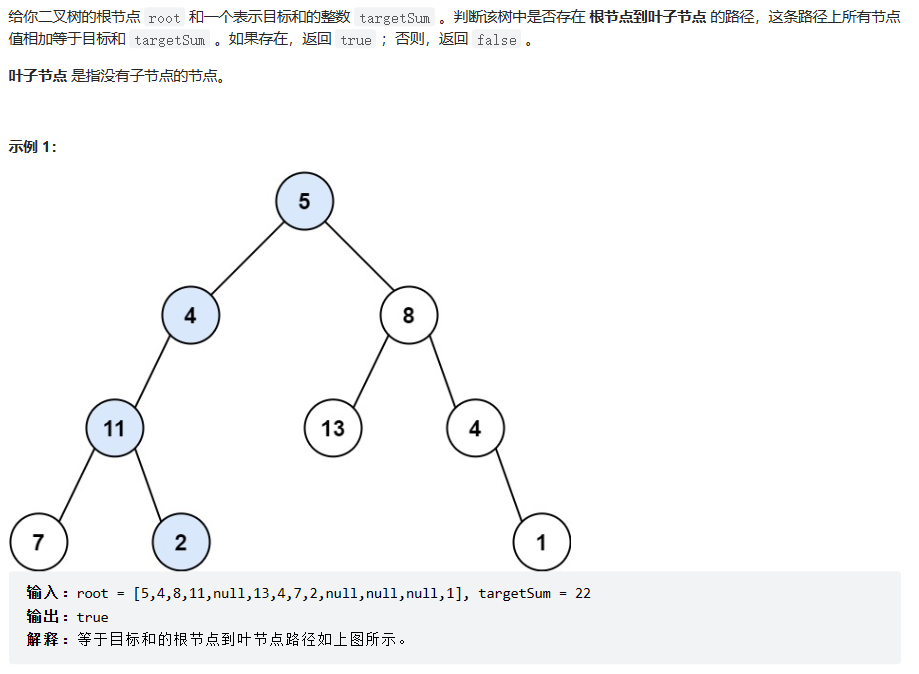 给你二叉树的根节点 root 和一个表示目标和的整数 targetSum 。判断该树中是否存在 根节点到叶子节点 的路径，这条路径上所有节点
值相加等于目标和 targetSum 。如果存在，返回 true ；否则，返回 false 。
叶子节点 是指没有子节点的节点。
示例 1：
5
4 8
11 13 4
7 2 1
输入：root = [5,4,8,11,null,13,4,7,2,null,null,null,1], targetSum = 22
输出：true
解释：等于目标和的根节点到叶节点路径如上图所示。